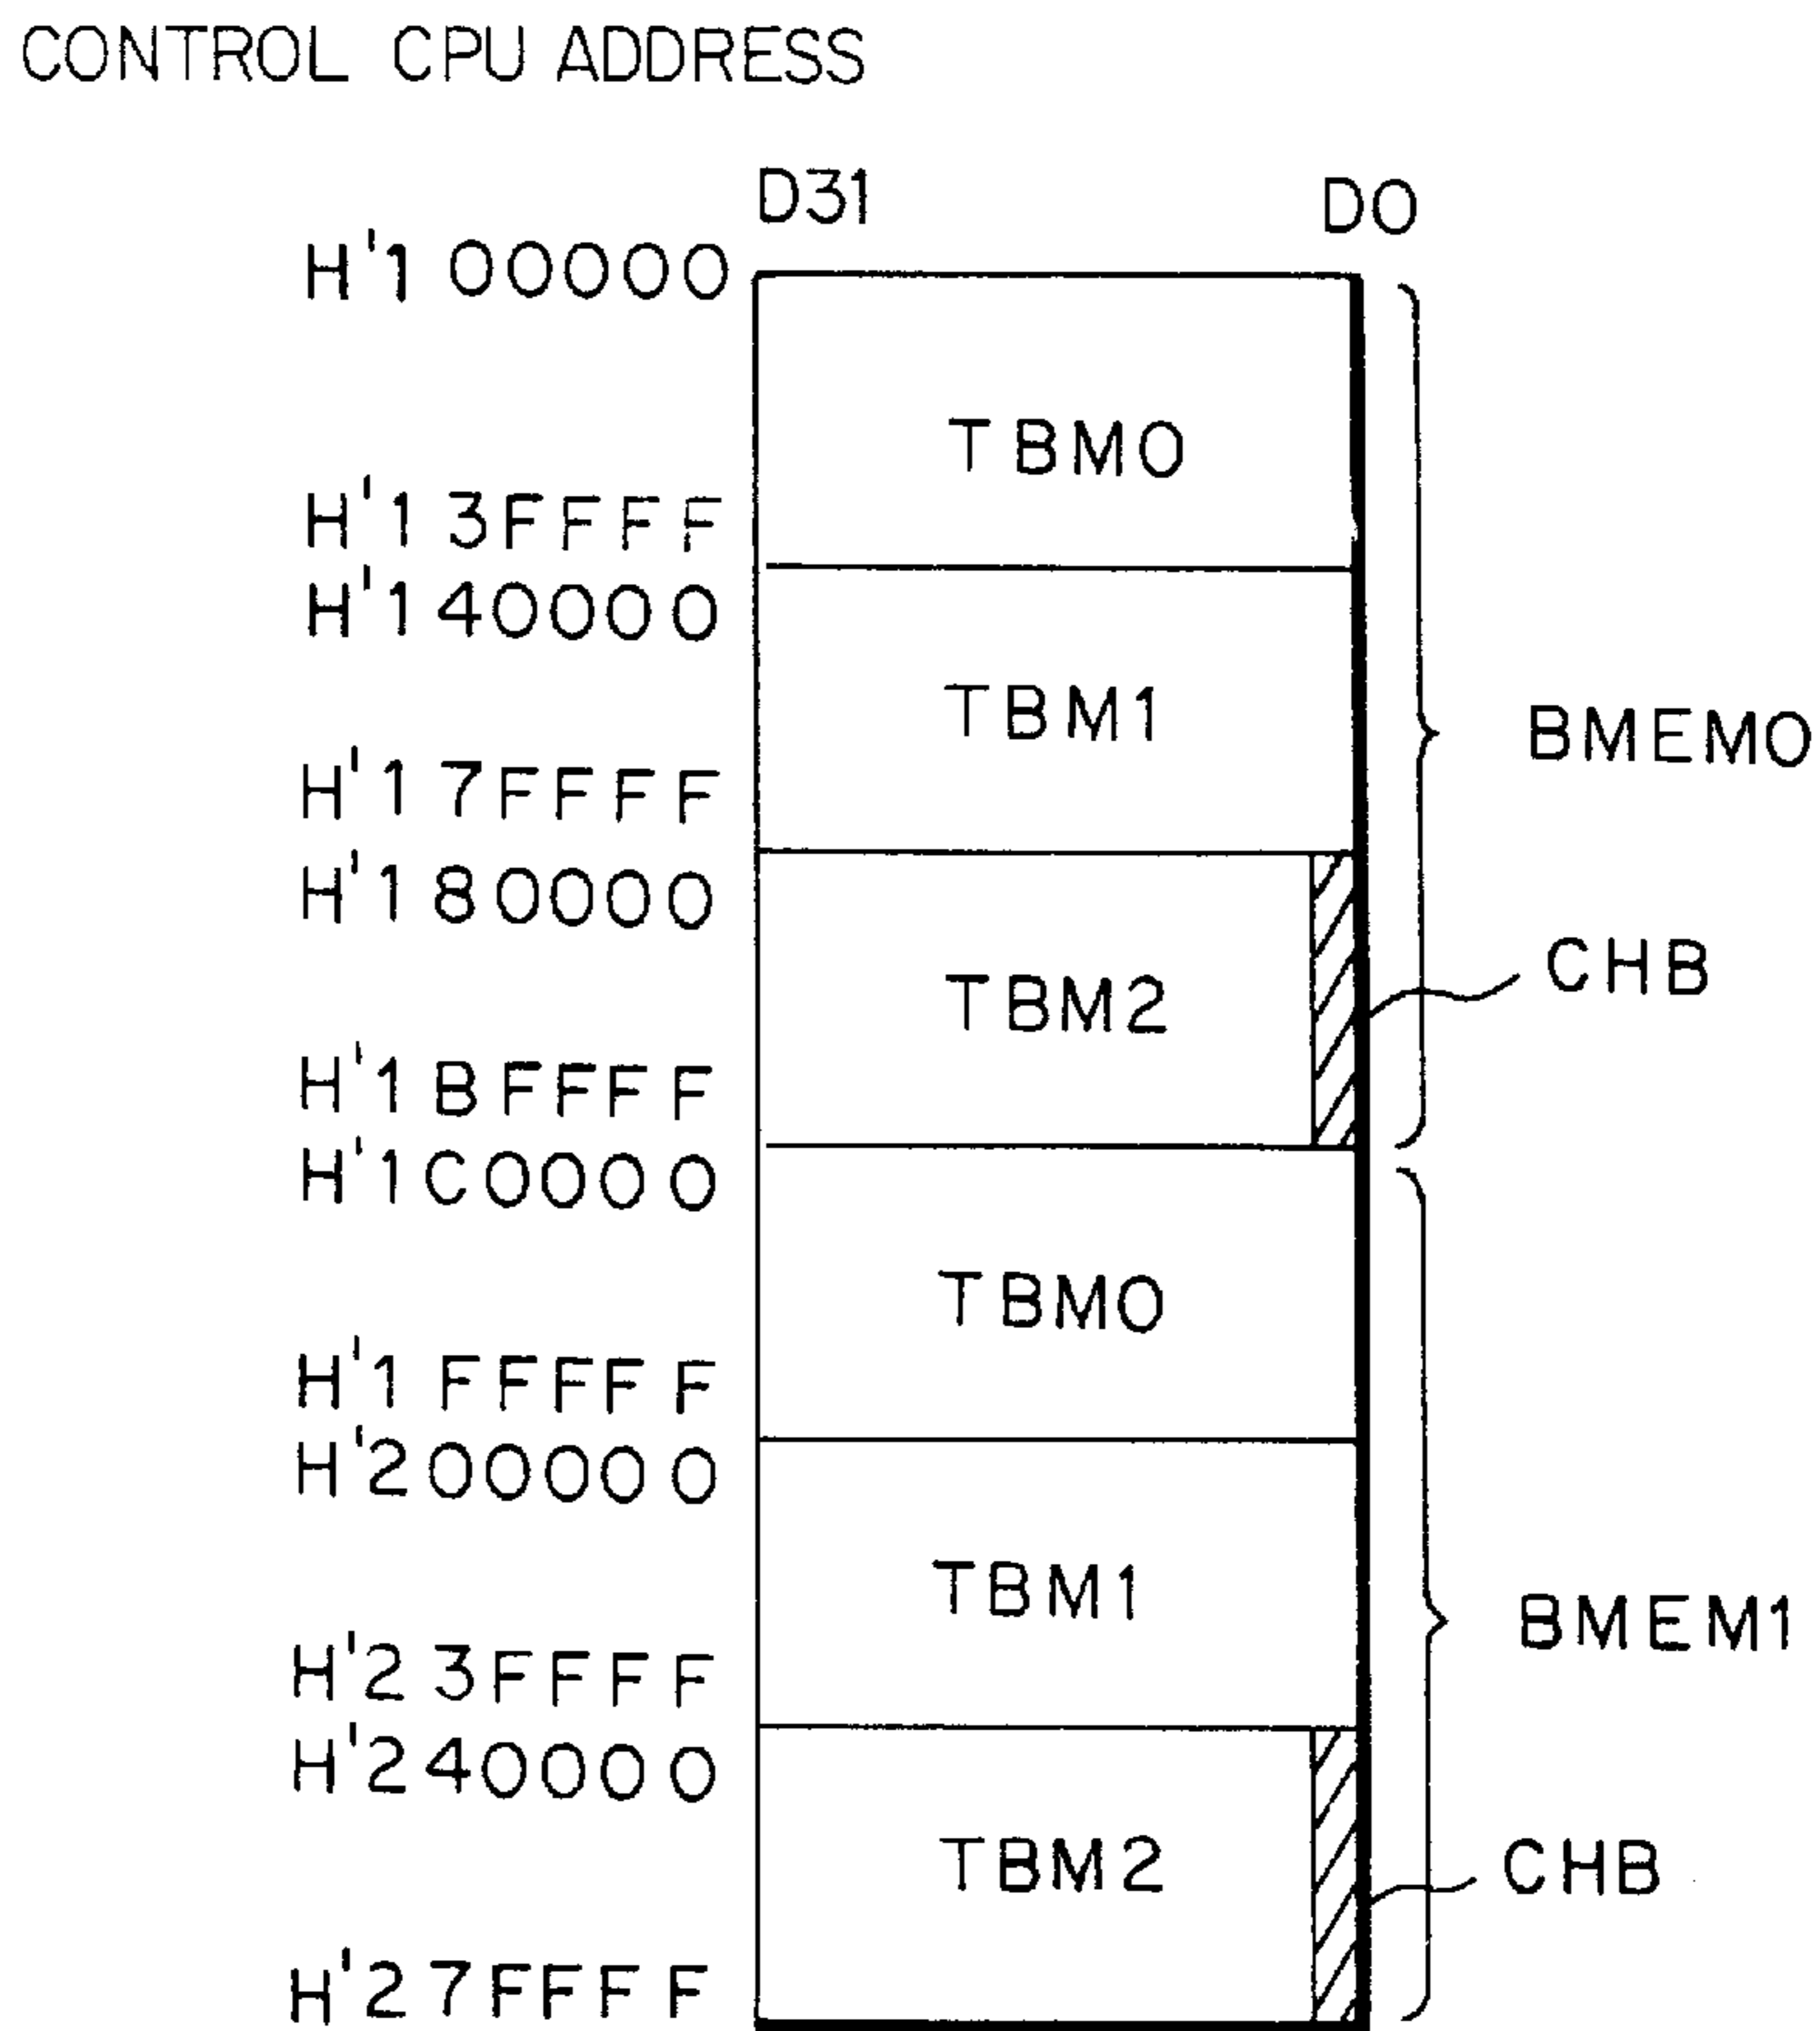 CONTROL CPU ADDRESS
D31 D0
H'100000
TBM0
H'13FFFF
H'140000
TBM1
BMEM0
H'17FFFF
H'180000
CHB
TBM2
H'1BFFFF
H'1C0000
TBM0
H'1FFFFF
H'200000
TBM1
BMEM1
H'23FFFF
H'240000
TBM2
CHB
H'27FFFF